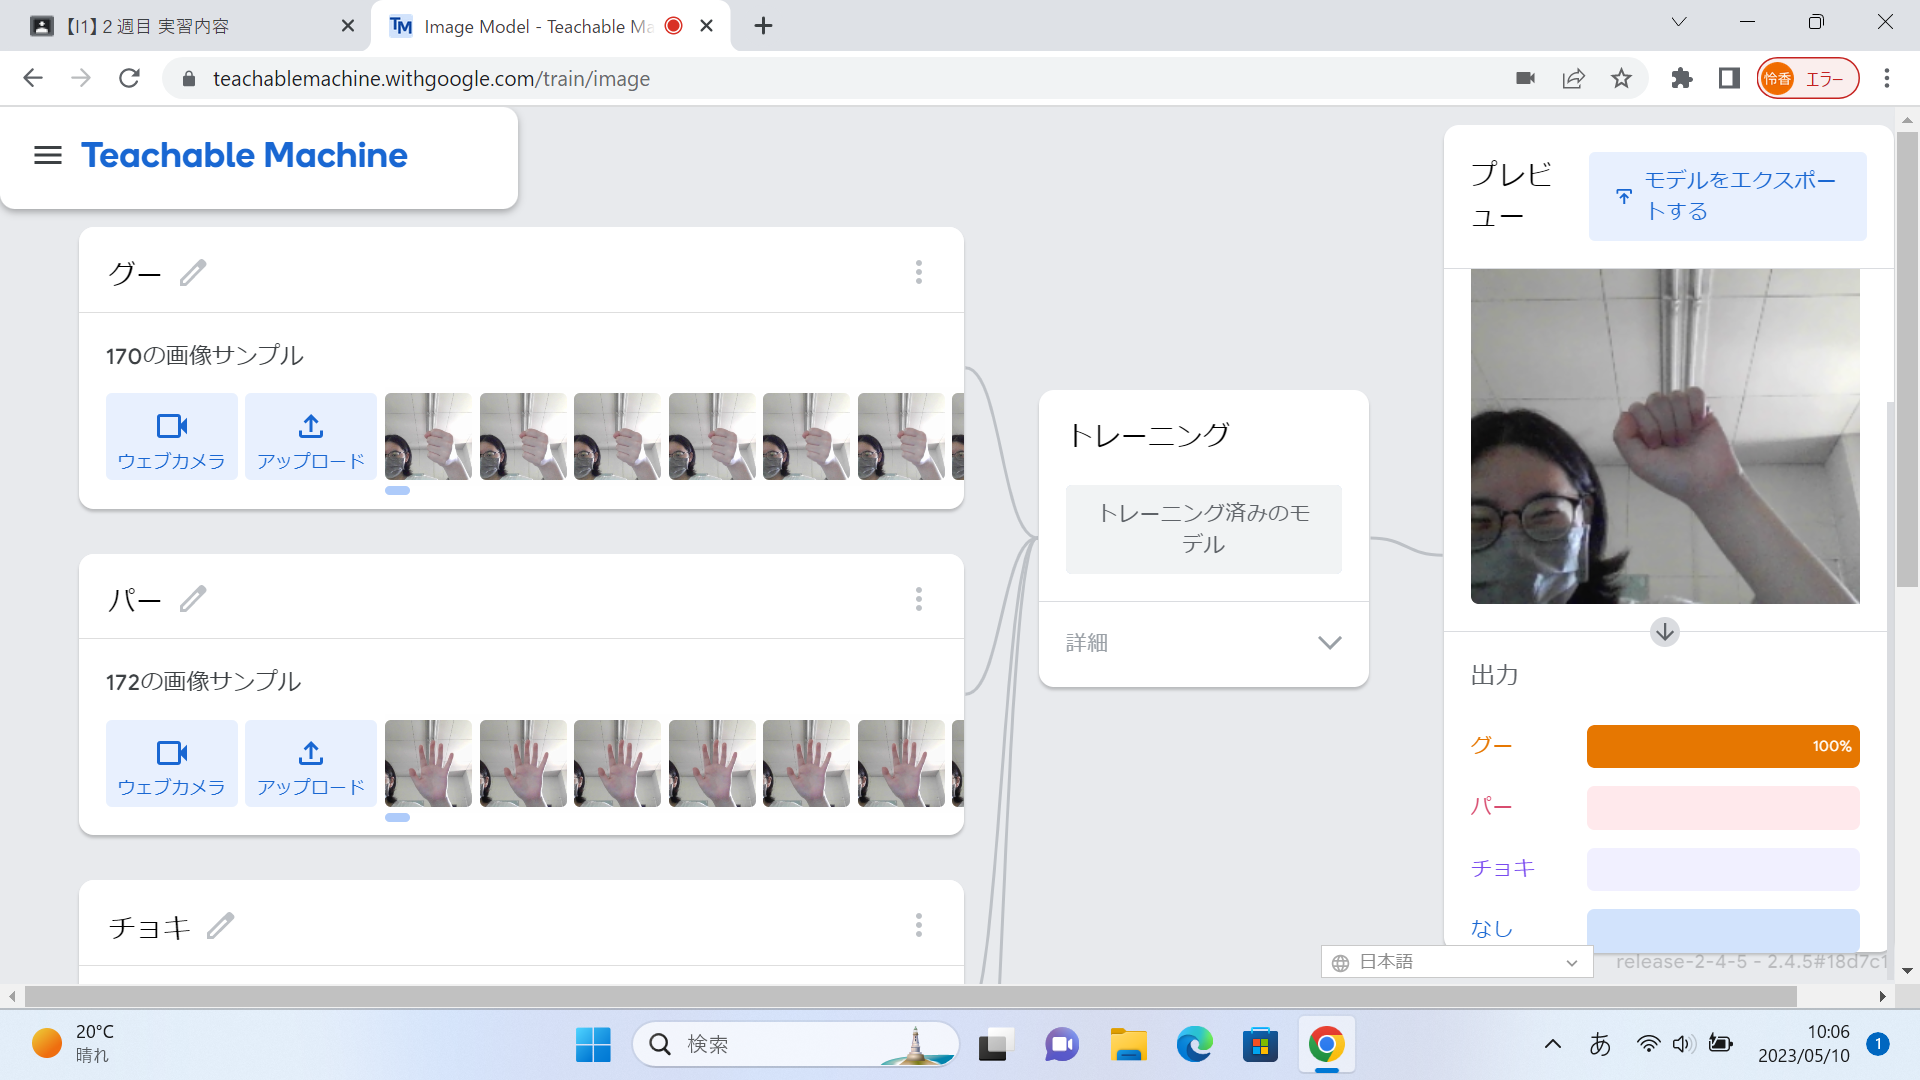 【I1】2 週目 実習内容
Image Model - Teachable Ma
teachablemachine.withgoogle.com/train/image
怜香 エラー
Teachable Machine
グー
170の画像サンプル
ウェブカメラ
アップロード
パー
172の画像サンプル
ウェブカメラ
アップロード
チョキ
トレーニング
トレーニング済みのモ
デル
詳細
プレビ
ュー
モデルをエクスポー
トする
出力
グー 100%
パー
チョキ
なし
日本語
release-2-4-5 - 2.4.5#18d7c1
20°C
晴れ
検索
あ
10:06
2023/05/10
1